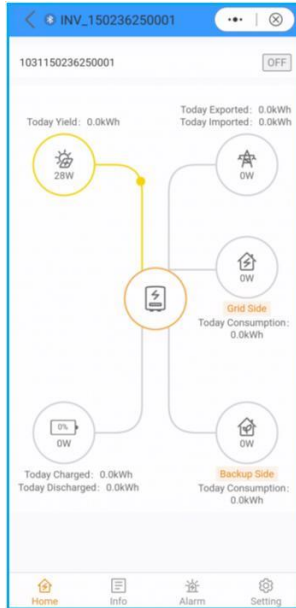 INV_150236250001
1031150236250001
OFF
Today Exported: 0.0kWh
Today Yield: 0.0kWh
Today Imported: 0.0kWh
28W
0W
0W
Grid Side
Today Consumption:
0.0kWh
0%
0W
0W
Today Charged: 0.0kWh
Today Discharged: 0.0kWh
Backup Side
Today Consumption:
0.0kWh
Home
Info
Alarm
Setting